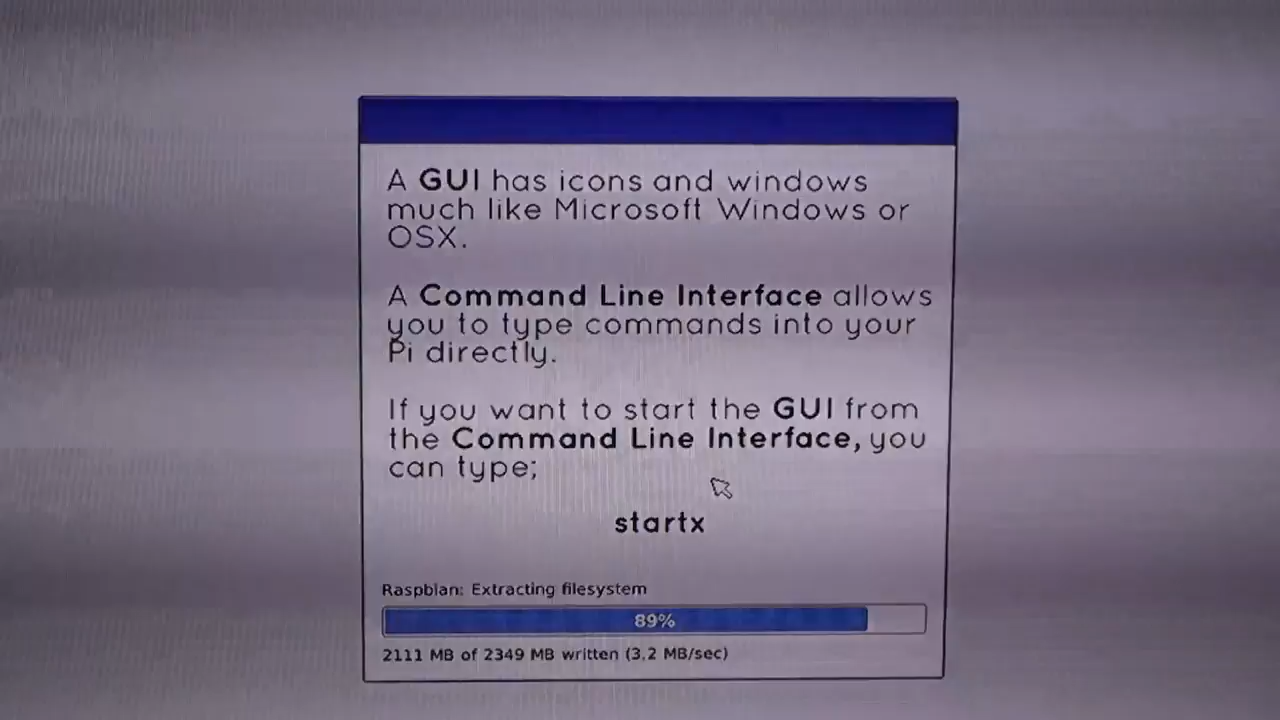 A GUI has icons and windows
much like Microsoft Windows or
OSX.
A Command Line Interface allows
you to type commands into your
Pi directly.
If you want to start the GUI from
the Command Line Interface, you
can type;
startx
Raspbian: Extracting filesystem
89%
2111 MB of 2349 MB written (3.2 MB/sec)